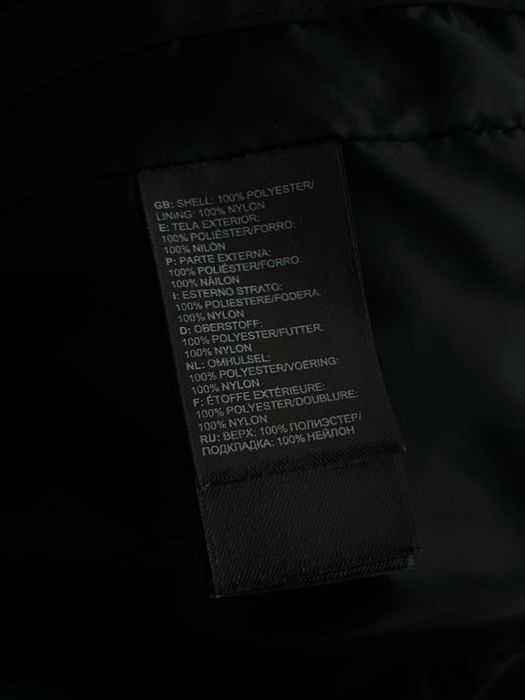 GB: SHELL: 100% POLYESTER/
LINING: 100% NYLON
E: TELA EXTERIOR:
100% POLIÉSTER/FORRO:
100% NILÓN
P: PARTE EXTERNA:
100% POLIÉSTER/FORRO:
100% NÁILON
I: ESTERNO STRATO:
100% POLIESTERE/FODERA:
100% NYLON
D: OBERSTOFF:
100% POLYESTER/FUTTER:
100% NYLON
NL: OMHULSEL:
100% POLYESTER/VOERING:
100% NYLON
F: ÉTOFFE EXTÉRIEURE:
100% POLYESTER/DOUBLURE:
100% NYLON
RU: ВЕРХ: 100% ПОЛИЭСТЕР/
ПОДКЛАДКА: 100% НЕЙЛОН